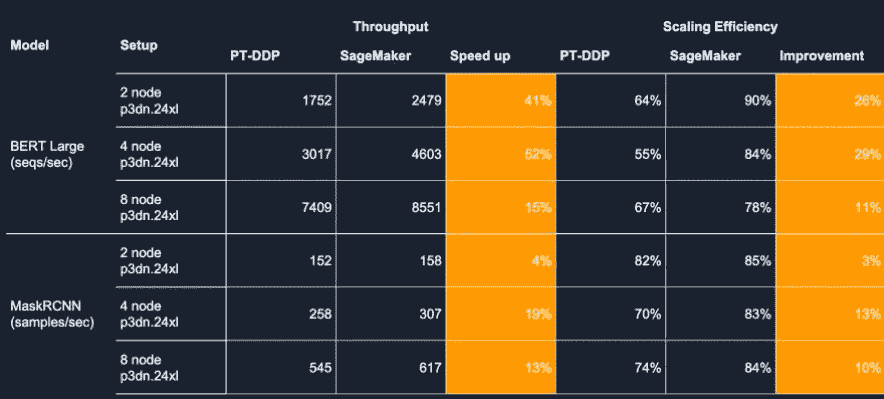 Throughput Scaling Efficiency
Model Setup PT-DDP SageMaker Speed up PT-DDP SageMaker Improvement
BERT Large
(seqs/sec)
2 node
p3dn.24xl
1752 2479 41% 64% 90% 26%
4 node
p3dn.24xl
3017 4603 52% 55% 84% 29%
8 node
p3dn.24xl
7409 8551 15% 67% 78% 11%
MaskRCNN
(samples/sec)
2 node
p3dn.24xl
152 158 4% 82% 85% 3%
4 node
p3dn.24xl
258 307 19% 70% 83% 13%
8 node
p3dn.24xl
545 617 13% 74% 84% 10%